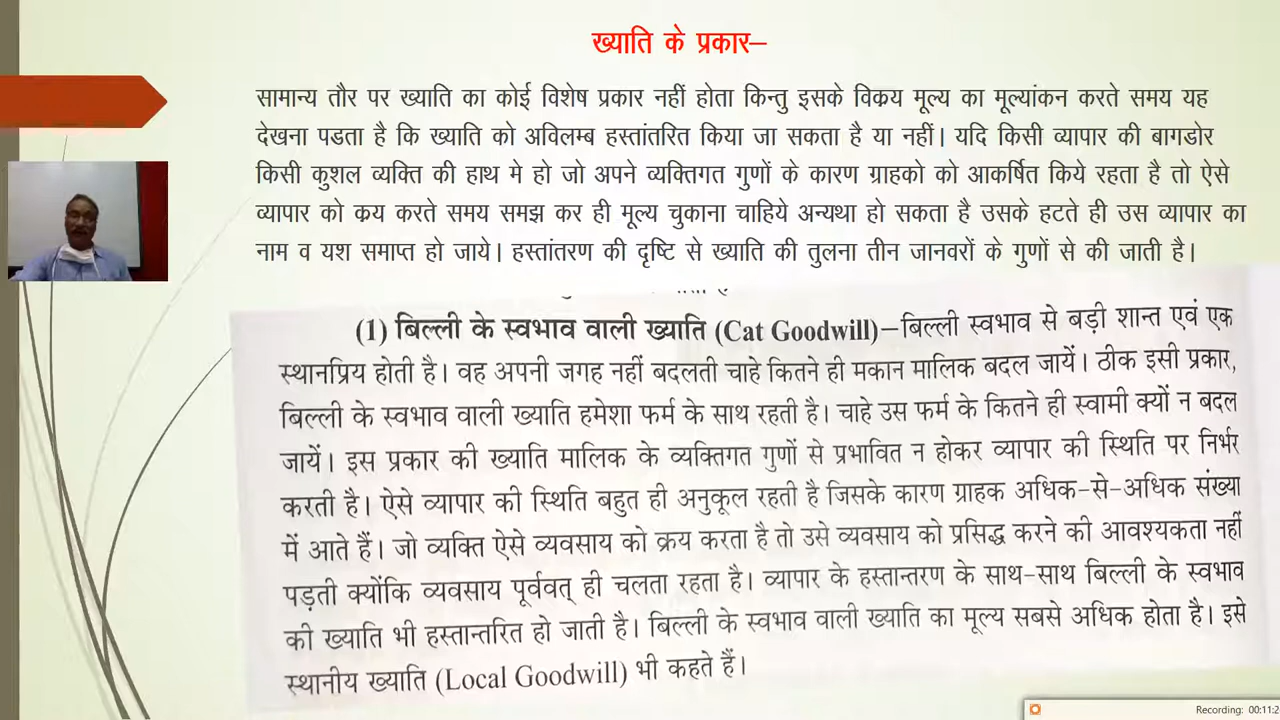 ख्याति के प्रकार–
सामान्य तौर पर ख्याति का कोई विशेष प्रकार नहीं होता किन्तु इसके विक्रय मूल्य का मूल्यांकन करते समय यह
देखना पडता है कि ख्याति को अविलम्ब हस्तांतरित किया जा सकता है या नहीं। यदि किसी व्यापार की बागडोर
किसी कुशल व्यक्ति की हाथ मे हो जो अपने व्यक्तिगत गुणों के कारण ग्राहको को आकर्षित किये रहता है तो ऐसे
व्यापार को क्रय करते समय समझ कर ही मूल्य चुकाना चाहिये अन्यथा हो सकता है उसके हटते ही उस व्यापार का
नाम व यश समाप्त हो जाये। हस्तांतरण की दृष्टि से ख्याति की तुलना तीन जानवरों के गुणों से की जाती है।
(1) बिल्ली के स्वभाव वाली ख्याति (Cat Goodwill)–बिल्ली स्वभाव से बड़ी शान्त एवं एक
स्थानप्रिय होती है। वह अपनी जगह नहीं बदलती चाहे कितने ही मकान मालिक बदल जायें। ठीक इसी प्रकार,
बिल्ली के स्वभाव वाली ख्याति हमेशा फर्म के साथ रहती है। चाहे उस फर्म के कितने ही स्वामी क्यों न बदल
जायें। इस प्रकार की ख्याति मालिक के व्यक्तिगत गुणों से प्रभावित न होकर व्यापार की स्थिति पर निर्भर
करती है। ऐसे व्यापार की स्थिति बहुत ही अनुकूल रहती है जिसके कारण ग्राहक अधिक-से-अधिक संख्या
में आते हैं। जो व्यक्ति ऐसे व्यवसाय को क्रय करता है तो उसे व्यवसाय को प्रसिद्ध करने की आवश्यकता नहीं
पड़ती क्योंकि व्यवसाय पूर्ववत् ही चलता रहता है। व्यापार के हस्तान्तरण के साथ-साथ बिल्ली के स्वभाव
की ख्याति भी हस्तान्तरित हो जाती है। बिल्ली के स्वभाव वाली ख्याति का मूल्य सबसे अधिक होता है। इसे
स्थानीय ख्याति (Local Goodwill) भी कहते हैं।
Recording: 00:11:2